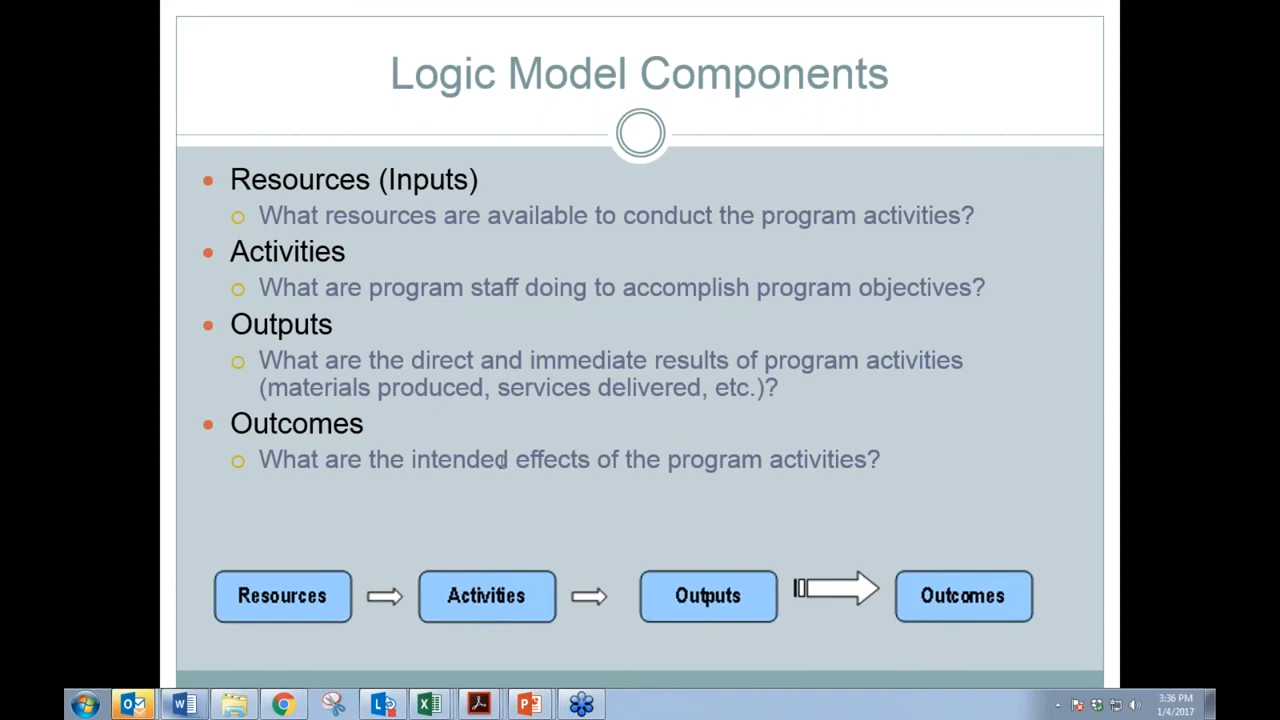 Logic Model Components
Resources (Inputs)
What resources are available to conduct the program activities?
Activities
What are program staff doing to accomplish program objectives?
Outputs
What are the direct and immediate results of program activities
(materials produced, services delivered, etc.)?
Outcomes
What are the intended effects of the program activities?
Resources
Activities
Outputs
Outcomes
3:36 PM
1/4/2017